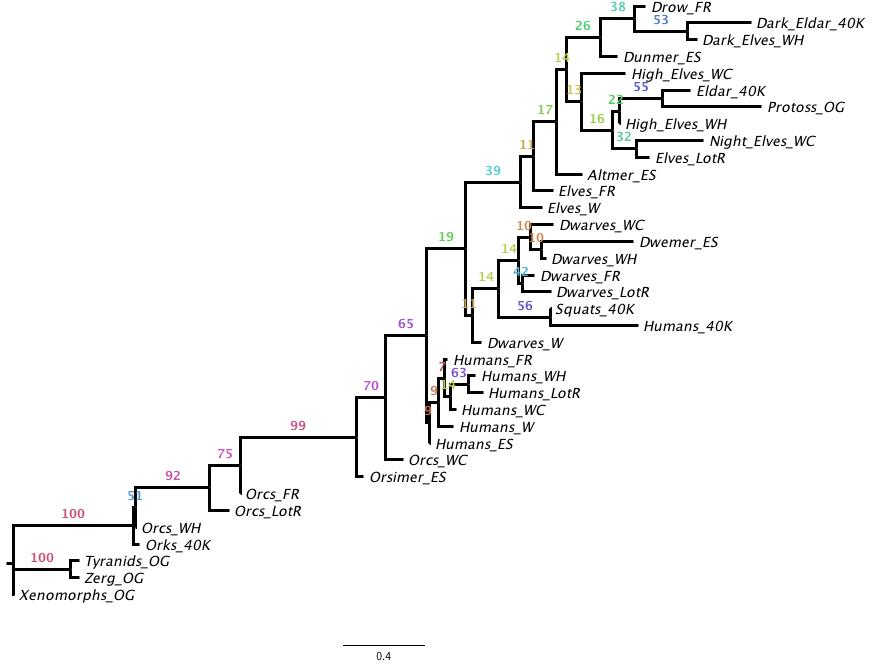 38 Drow_FR
53 Dark_Eldar_40K
26 Dark_Elves_WH
14 Dunmer_ES
High_Elves_WC
13 55 Eldar_40K
22 Protoss_OG
17 16 High_Elves_WH
32 Night_Elves_WC
11 Elves_LotR
39 Altmer_ES
Elves_FR
Elves_W
10 Dwarves_WC
19 14 10 Dwemer_ES
Dwarves_WH
14 42 Dwarves_FR
Dwarves_LotR
11 56 Squats_40K
65 Humans_40K
Dwarves_W
7 Humans_FR
63 Humans_WH
70 9 14 Humans_LotR
9 Humans_WC
99 Humans_W
Humans_ES
75 Orcs_WC
92 Orsimer_ES
51 Orcs_FR
100 Orcs_LotR
Orcs_WH
Orks_40K
100 Tyranids_OG
Zerg_OG
Xenomorphs_OG
0.4